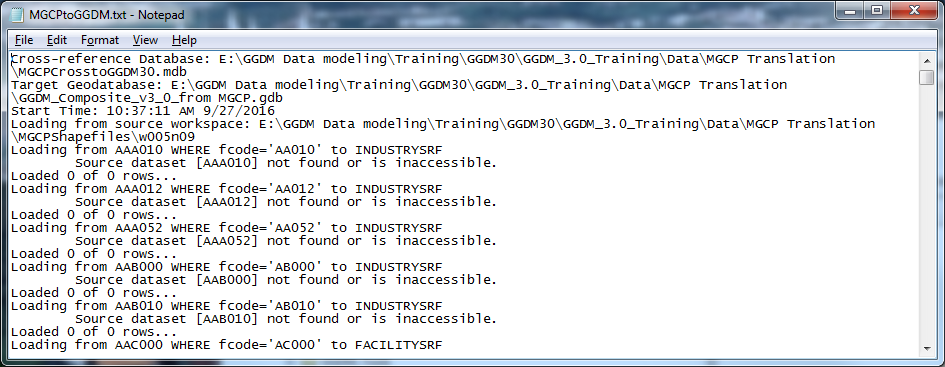 MGCPtoGGDM.txt - Notepad
File Edit Format View Help
Cross-reference Database: E:\GGDM Data modeling\Training\GGDM30\GGDM_3.0_Training\Data\MGCP Translation
\MGCPCrosstoGGDM30.mdb
Target Geodatabase: E:\GGDM Data modeling\Training\GGDM30\GGDM_3.0_Training\Data\MGCP Translation
\GGDM_Composite_v3_0_from MGCP.gdb
Start Time: 10:37:11 AM 9/27/2016
Loading from source workspace: E:\GGDM Data modeling\Training\GGDM30\GGDM_3.0_Training\Data\MGCP Translation
\MGCPShapefiles\w005n09
Loading from AAA010 WHERE fcode='AA010' to INDUSTRYSRF
Source dataset [AAA010] not found or is inaccessible.
Loaded 0 of 0 rows...
Loading from AAA012 WHERE fcode='AA012' to INDUSTRYSRF
Source dataset [AAA012] not found or is inaccessible.
Loaded 0 of 0 rows...
Loading from AAA052 WHERE fcode='AA052' to INDUSTRYSRF
Source dataset [AAA052] not found or is inaccessible.
Loaded 0 of 0 rows...
Loading from AAB000 WHERE fcode='AB000' to INDUSTRYSRF
Source dataset [AAB000] not found or is inaccessible.
Loaded 0 of 0 rows...
Loading from AAB010 WHERE fcode='AB010' to INDUSTRYSRF
Source dataset [AAB010] not found or is inaccessible.
Loaded 0 of 0 rows...
Loading from AAC000 WHERE fcode='AC000' to FACILITYSRF